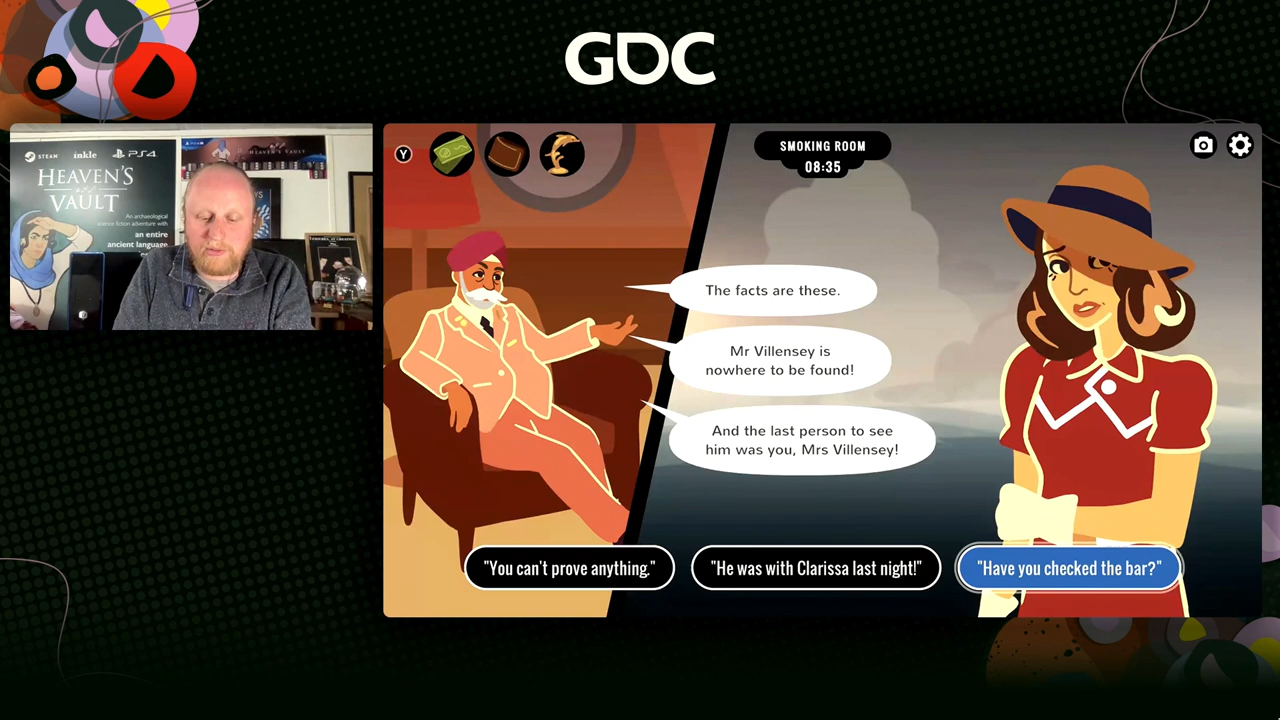 GDC
STEAM
inkle
PS4
HEAVEN'S
VAULT
An archaeological
science fiction adventure with
an entire
ancient language
HEAVEN'S VAULT
Y
SMOKING ROOM
08:35
The facts are these.
Mr Villensey is
nowhere to be found!
And the last person to see
him was you, Mrs Villensey!
"You can't prove anything."
"He was with Clarissa last night!"
"Have you checked the bar?"